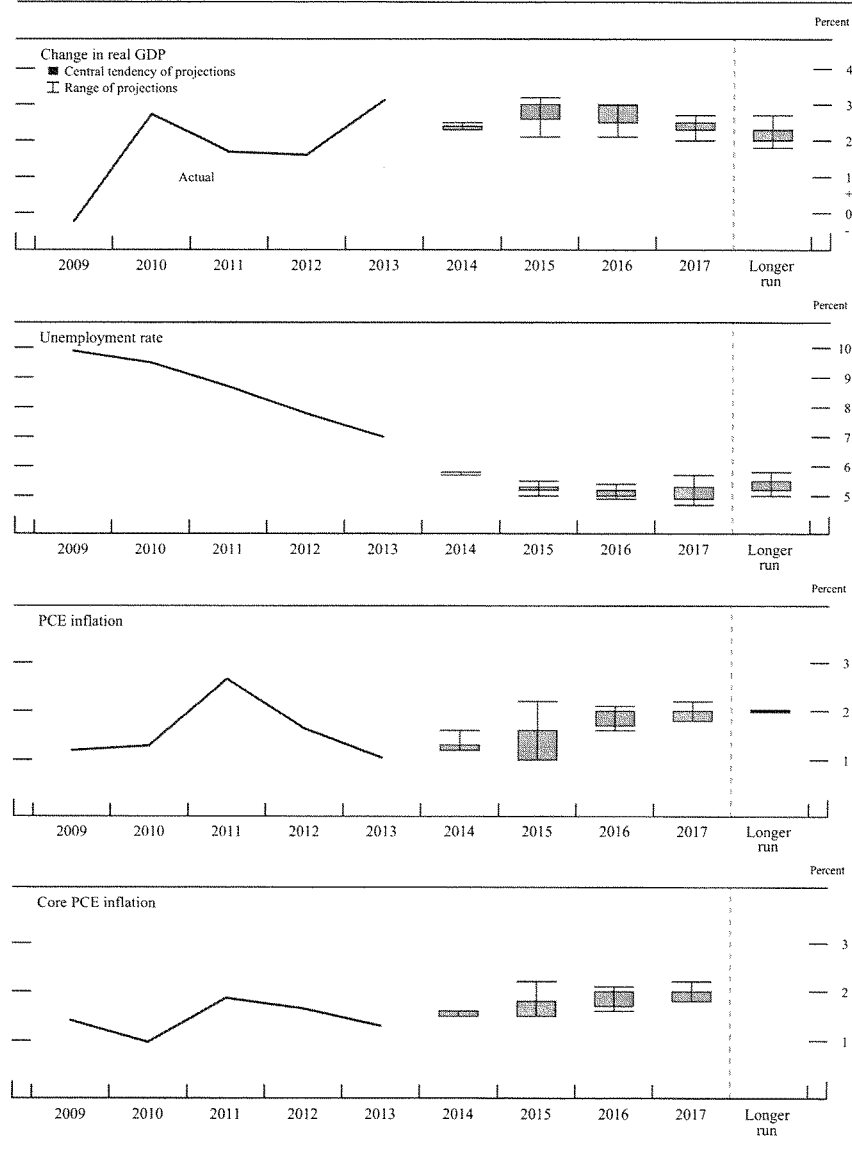 Percent
Change in real GDP
Central tendency of projections
Range of projections
4
3
2
1
+
0
-
Actual
2009 2010 2011 2012 2013 2014 2015 2016 2017 Longer
run
Percent
Unemployment rate
10
9
8
7
6
5
2009 2010 2011 2012 2013 2014 2015 2016 2017 Longer
run
Percent
PCE inflation
3
2
1
2009 2010 2011 2012 2013 2014 2015 2016 2017 Longer
run
Percent
Core PCE inflation
3
2
1
2009 2010 2011 2012 2013 2014 2015 2016 2017 Longer
run